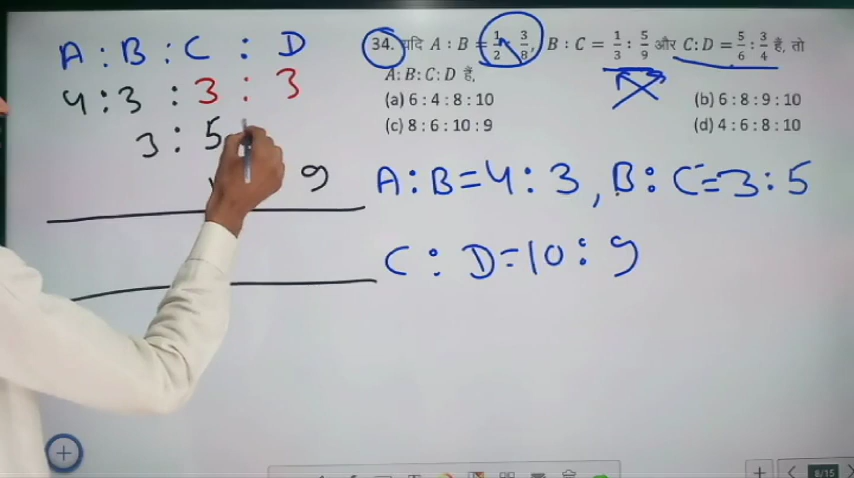 34. यदि A : B = 1/2 : 3/8, B : C = 1/3 : 5/9 और C:D = 5/6 : 3/4 है, तो
A:B:C:D हैं,
(a) 6 : 4 : 8 : 10
(b) 6 : 8 : 9 : 10
(c) 8 : 6 : 10 : 9
(d) 4 : 6 : 8 : 10
A : B : C : D
4 : 3 : 3 : 3
3 : 5
9
A : B = 4 : 3 , B : C = 3 : 5
C : D = 10 : 9
8/15